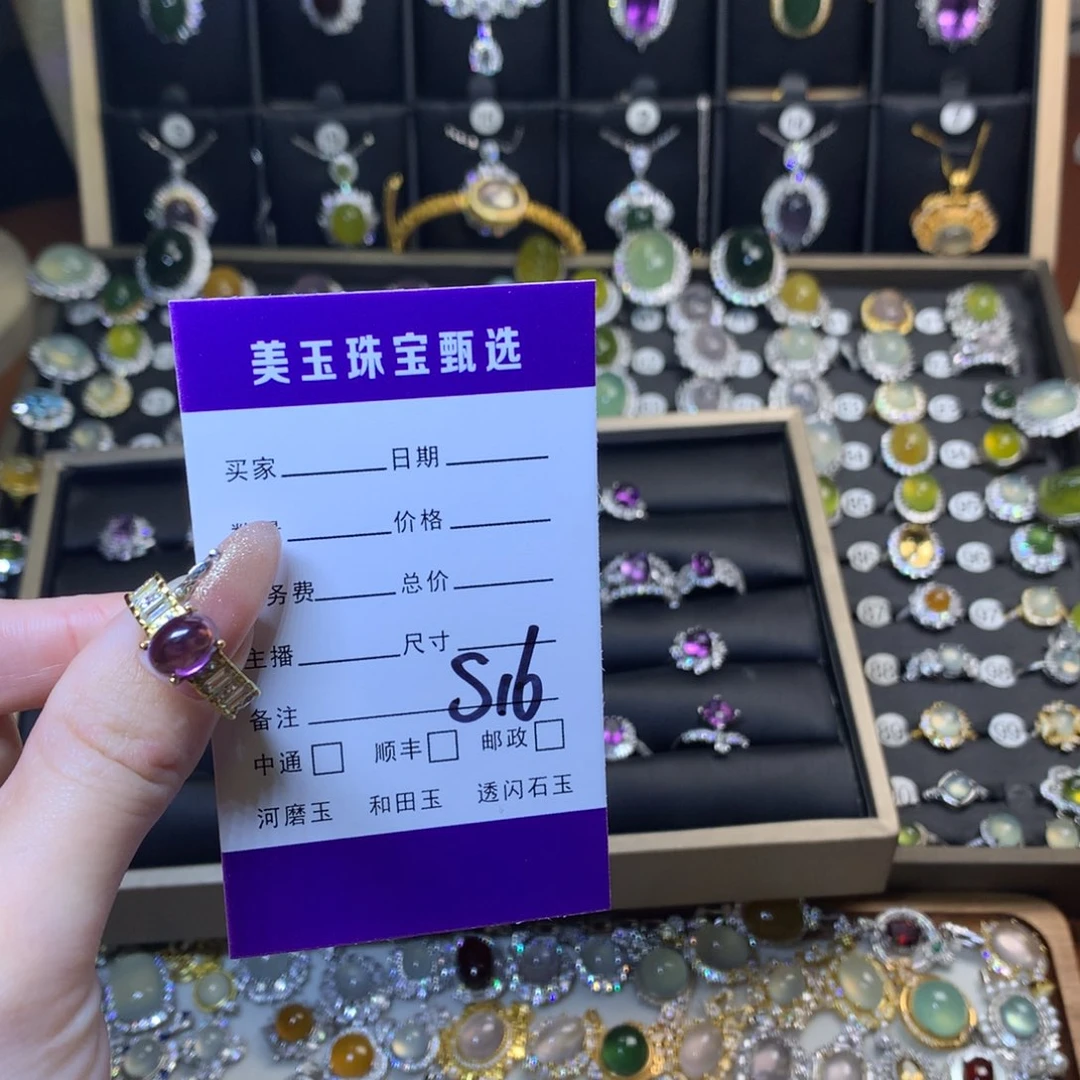 美玉珠宝甄选
买家 日期
价格
务费 总价
主播 尺寸
S16
备注
中通 顺丰 邮政
河磨玉 和田玉 透闪石玉